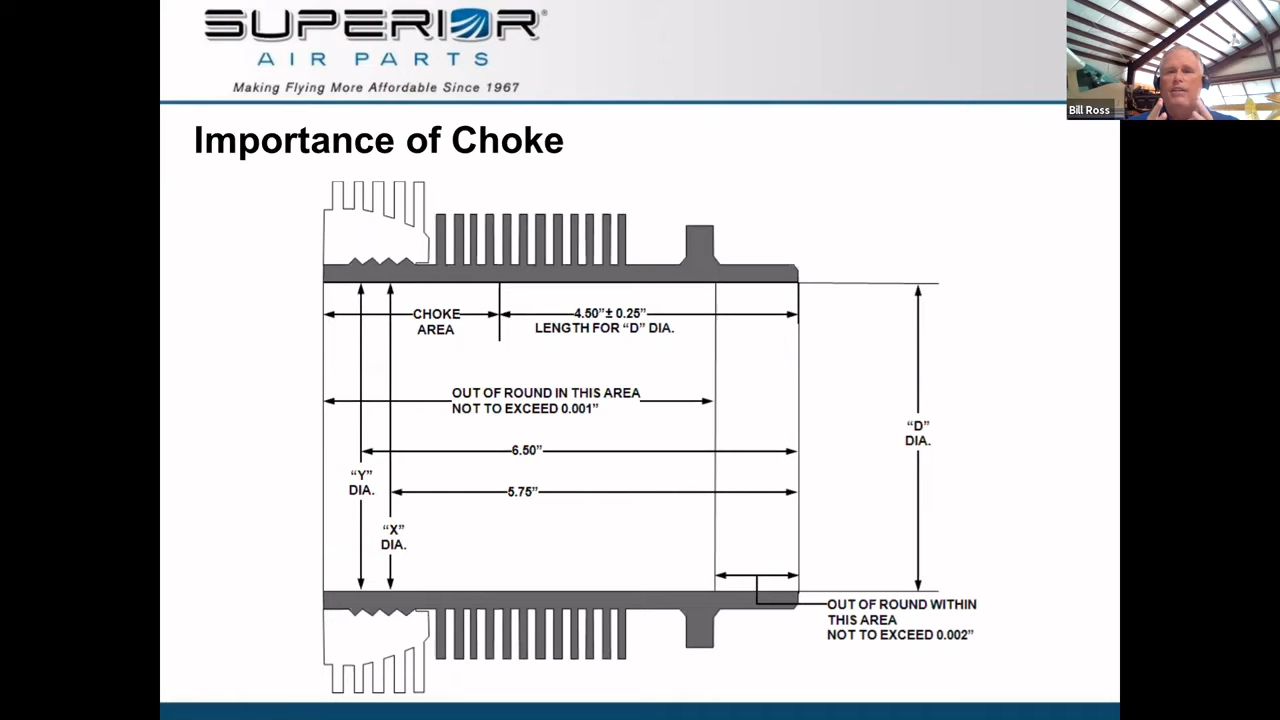 SUPERIOR®
AIR PARTS
Making Flying More Affordable Since 1967
Bill Ross
Importance of Choke
CHOKE
AREA
4.50”± 0.25”
LENGTH FOR “D” DIA.
OUT OF ROUND IN THIS AREA
NOT TO EXCEED 0.001”
“D”
DIA.
6.50”
“Y”
DIA.
5.75”
“X”
DIA.
OUT OF ROUND WITHIN
THIS AREA
NOT TO EXCEED 0.002”